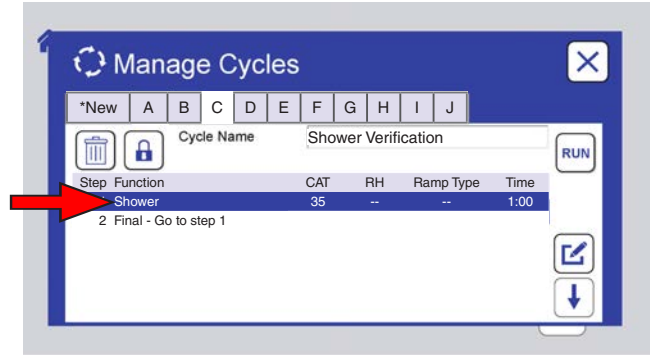 Manage Cycles
*New A B C D E F G H I J
Cycle Name Shower Verification
RUN
Step Function CAT RH Ramp Type Time
Shower 35 -- -- 1:00
2 Final - Go to step 1